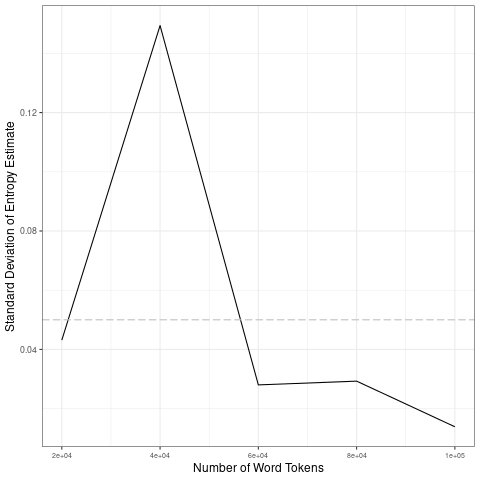 Standard Deviation of Entropy Estimate
0.12
0.08
0.04
2e+04 4e+04 6e+04 8e+04 1e+05
Number of Word Tokens